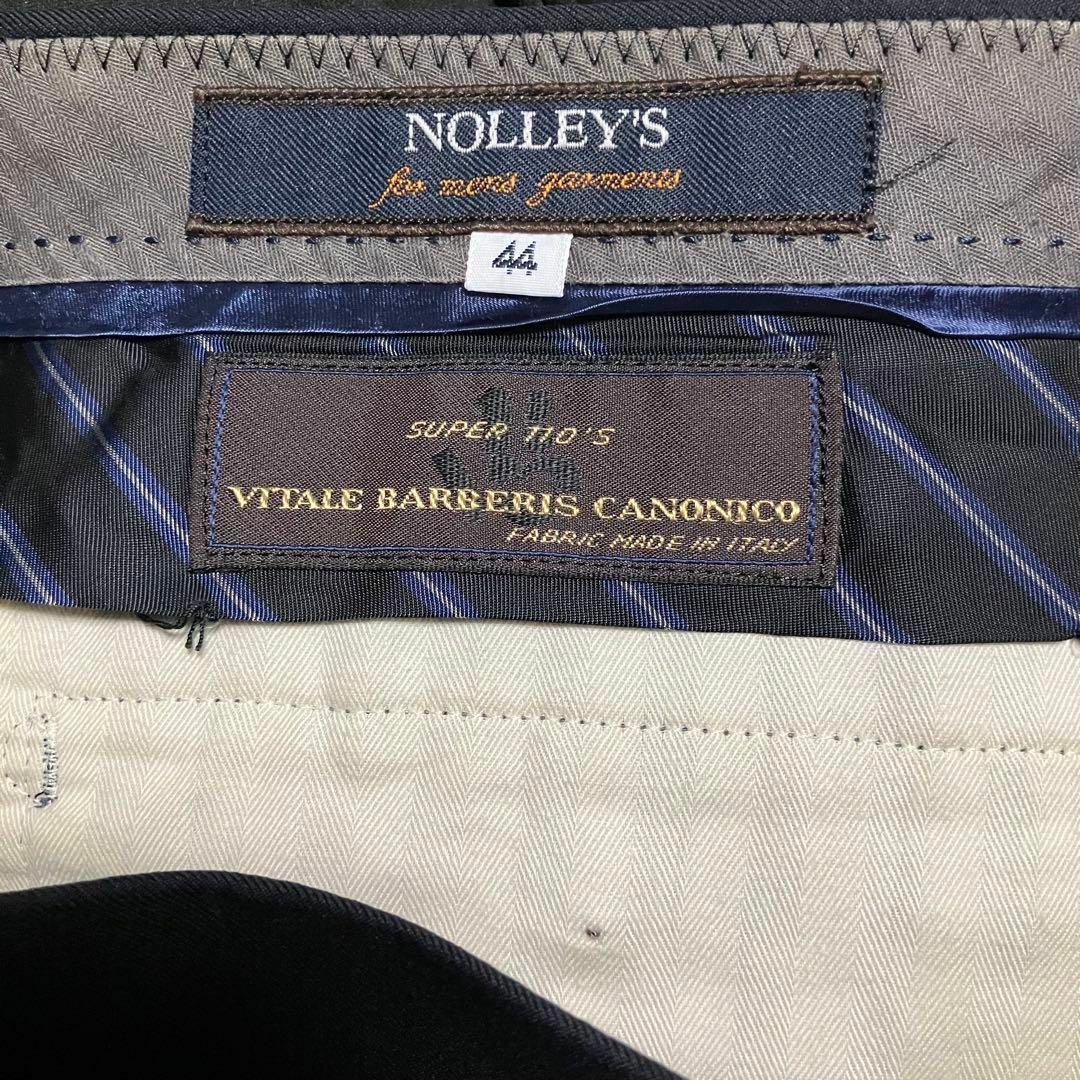 NOLLEY'S
for mens garments
44
SUPER 110'S
VITALE BARBERIS CANONICO
FABRIC MADE IN ITALY